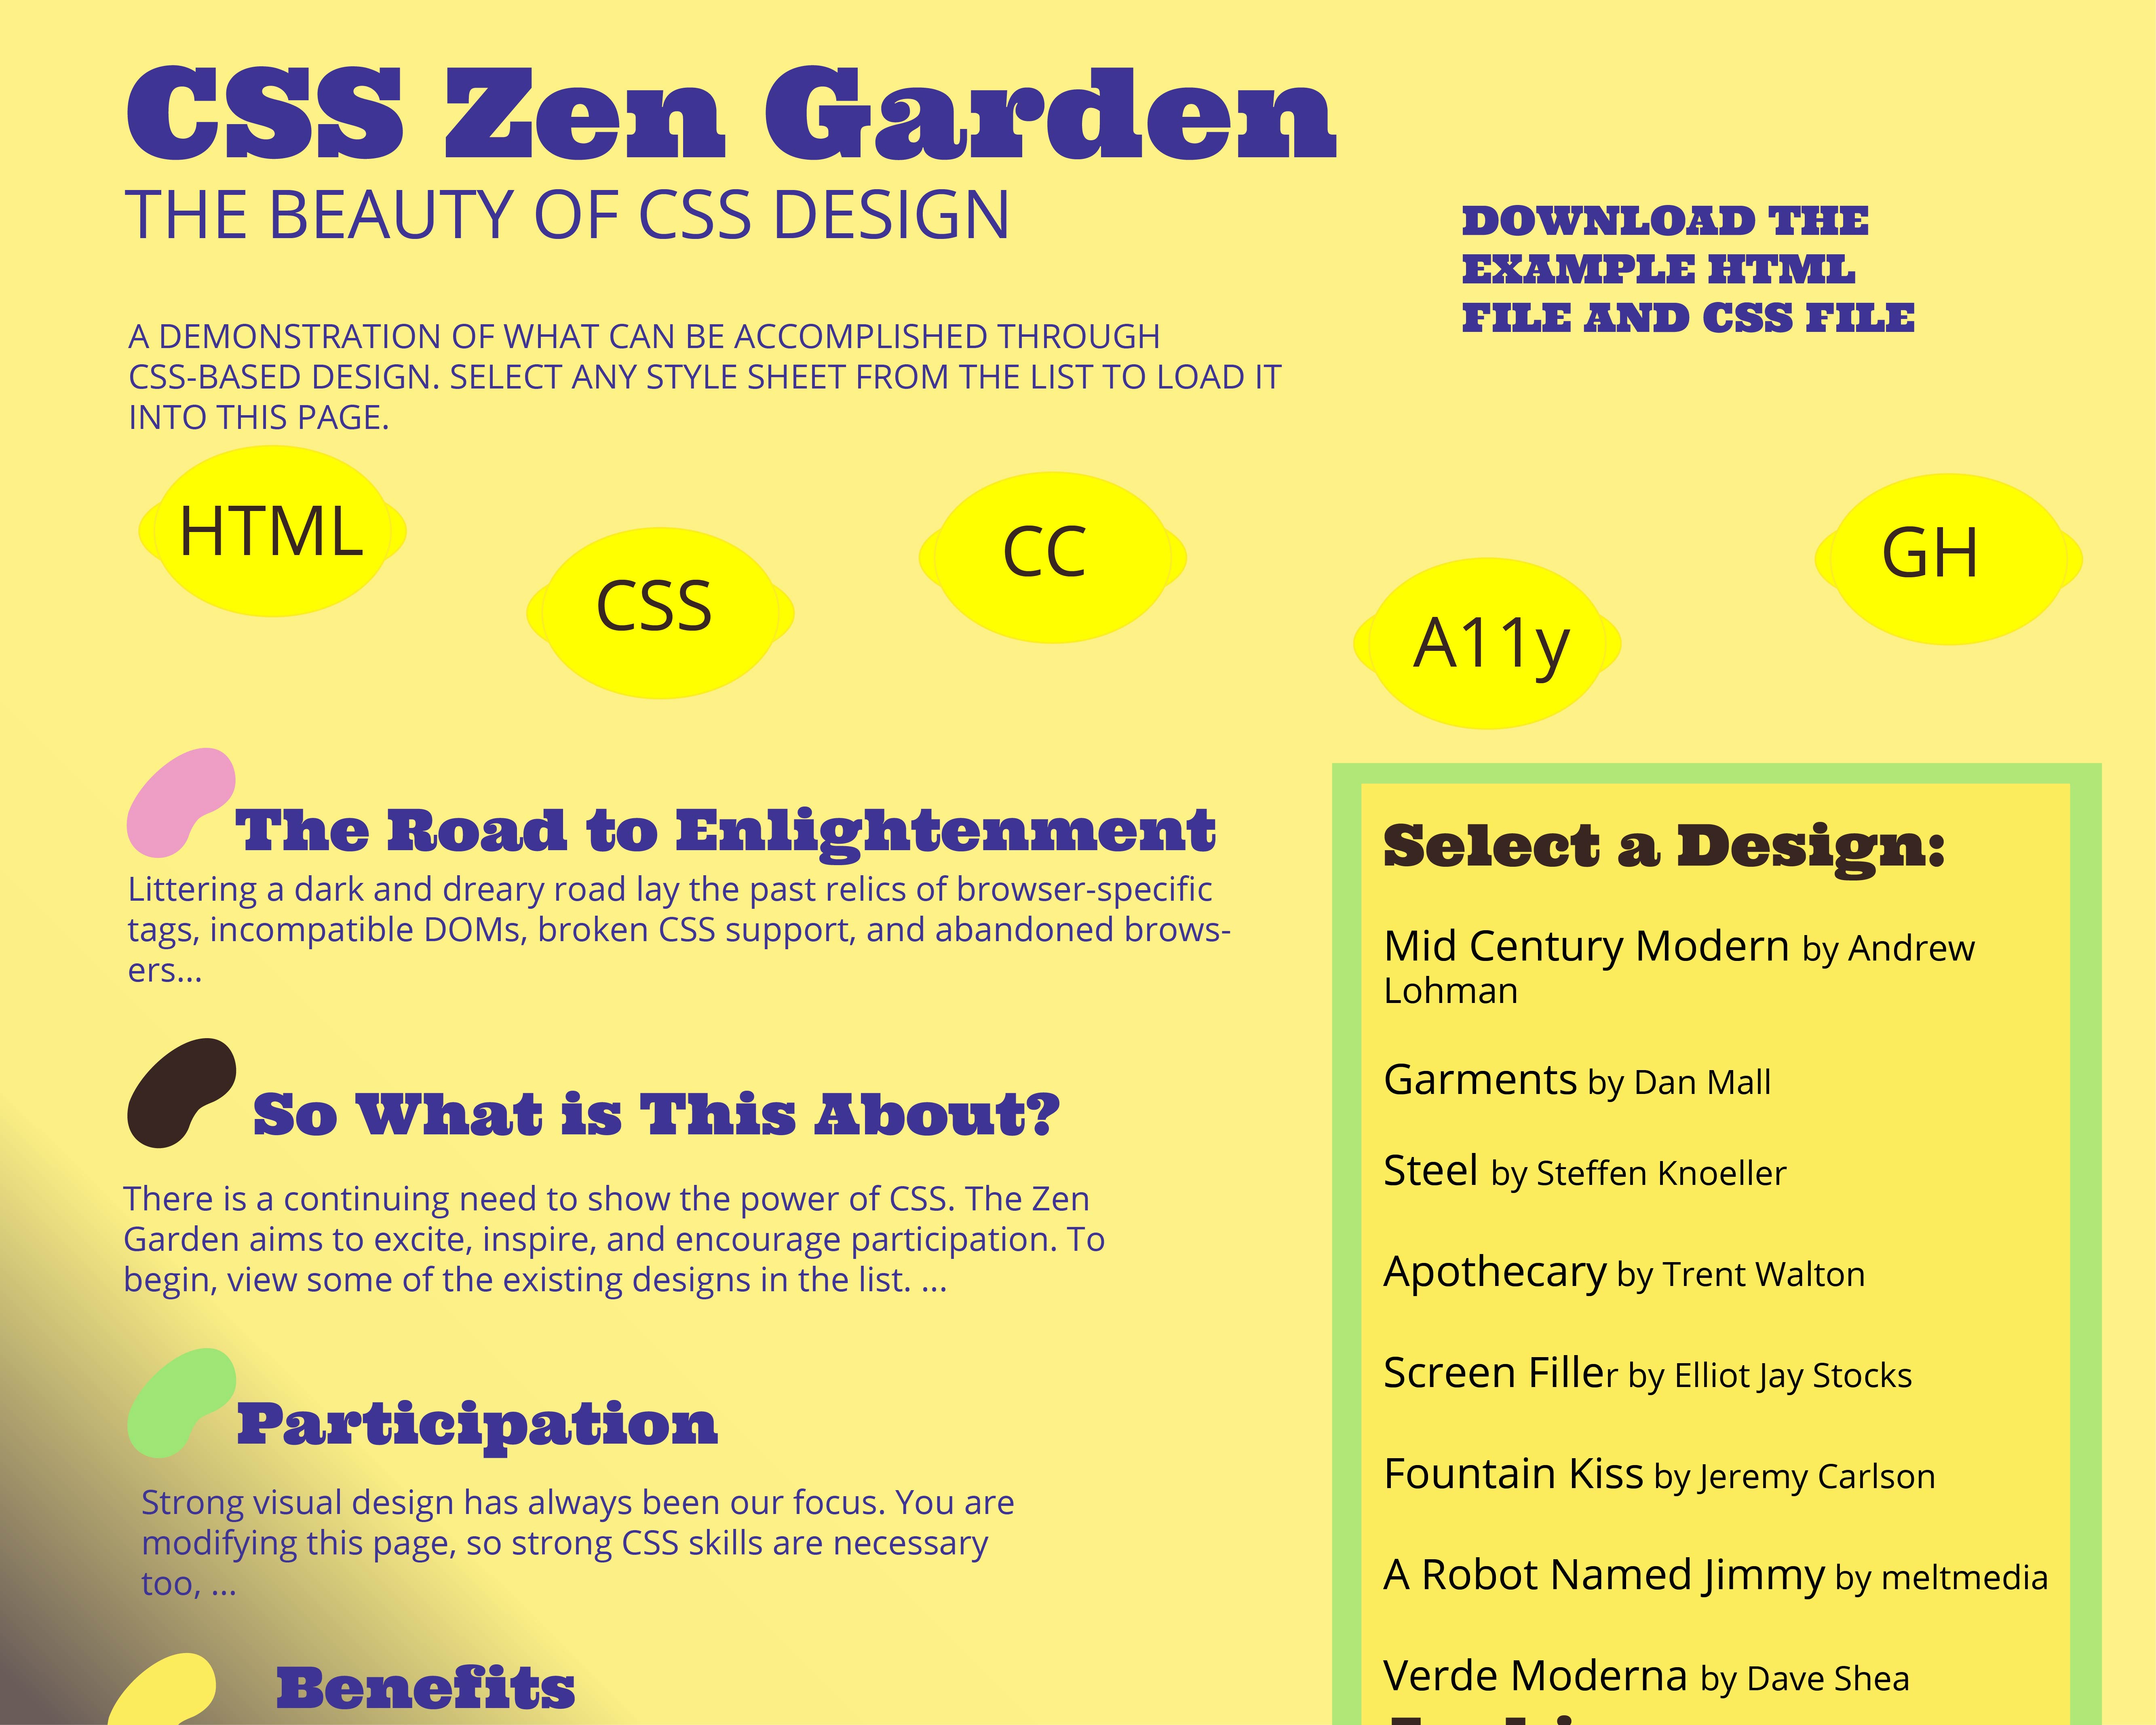 CSS Zen Garden
THE BEAUTY OF CSS DESIGN
DOWNLOAD THE
EXAMPLE HTML
FILE AND CSS FILE
A DEMONSTRATION OF WHAT CAN BE ACCOMPLISHED THROUGH
CSS-BASED DESIGN. SELECT ANY STYLE SHEET FROM THE LIST TO LOAD IT
INTO THIS PAGE.
HTML
CSS
CC
A11y
GH
The Road to Enlightenment
Littering a dark and dreary road lay the past relics of browser-specific
tags, incompatible DOMs, broken CSS support, and abandoned brows-
ers...
So What is This About?
There is a continuing need to show the power of CSS. The Zen
Garden aims to excite, inspire, and encourage participation. To
begin, view some of the existing designs in the list. ...
Participation
Strong visual design has always been our focus. You are
modifying this page, so strong CSS skills are necessary
too, ...
Benefits
Select a Design:
Mid Century Modern by Andrew
Lohman
Garments by Dan Mall
Steel by Steffen Knoeller
Apothecary by Trent Walton
Screen Filler by Elliot Jay Stocks
Fountain Kiss by Jeremy Carlson
A Robot Named Jimmy by meltmedia
Verde Moderna by Dave Shea